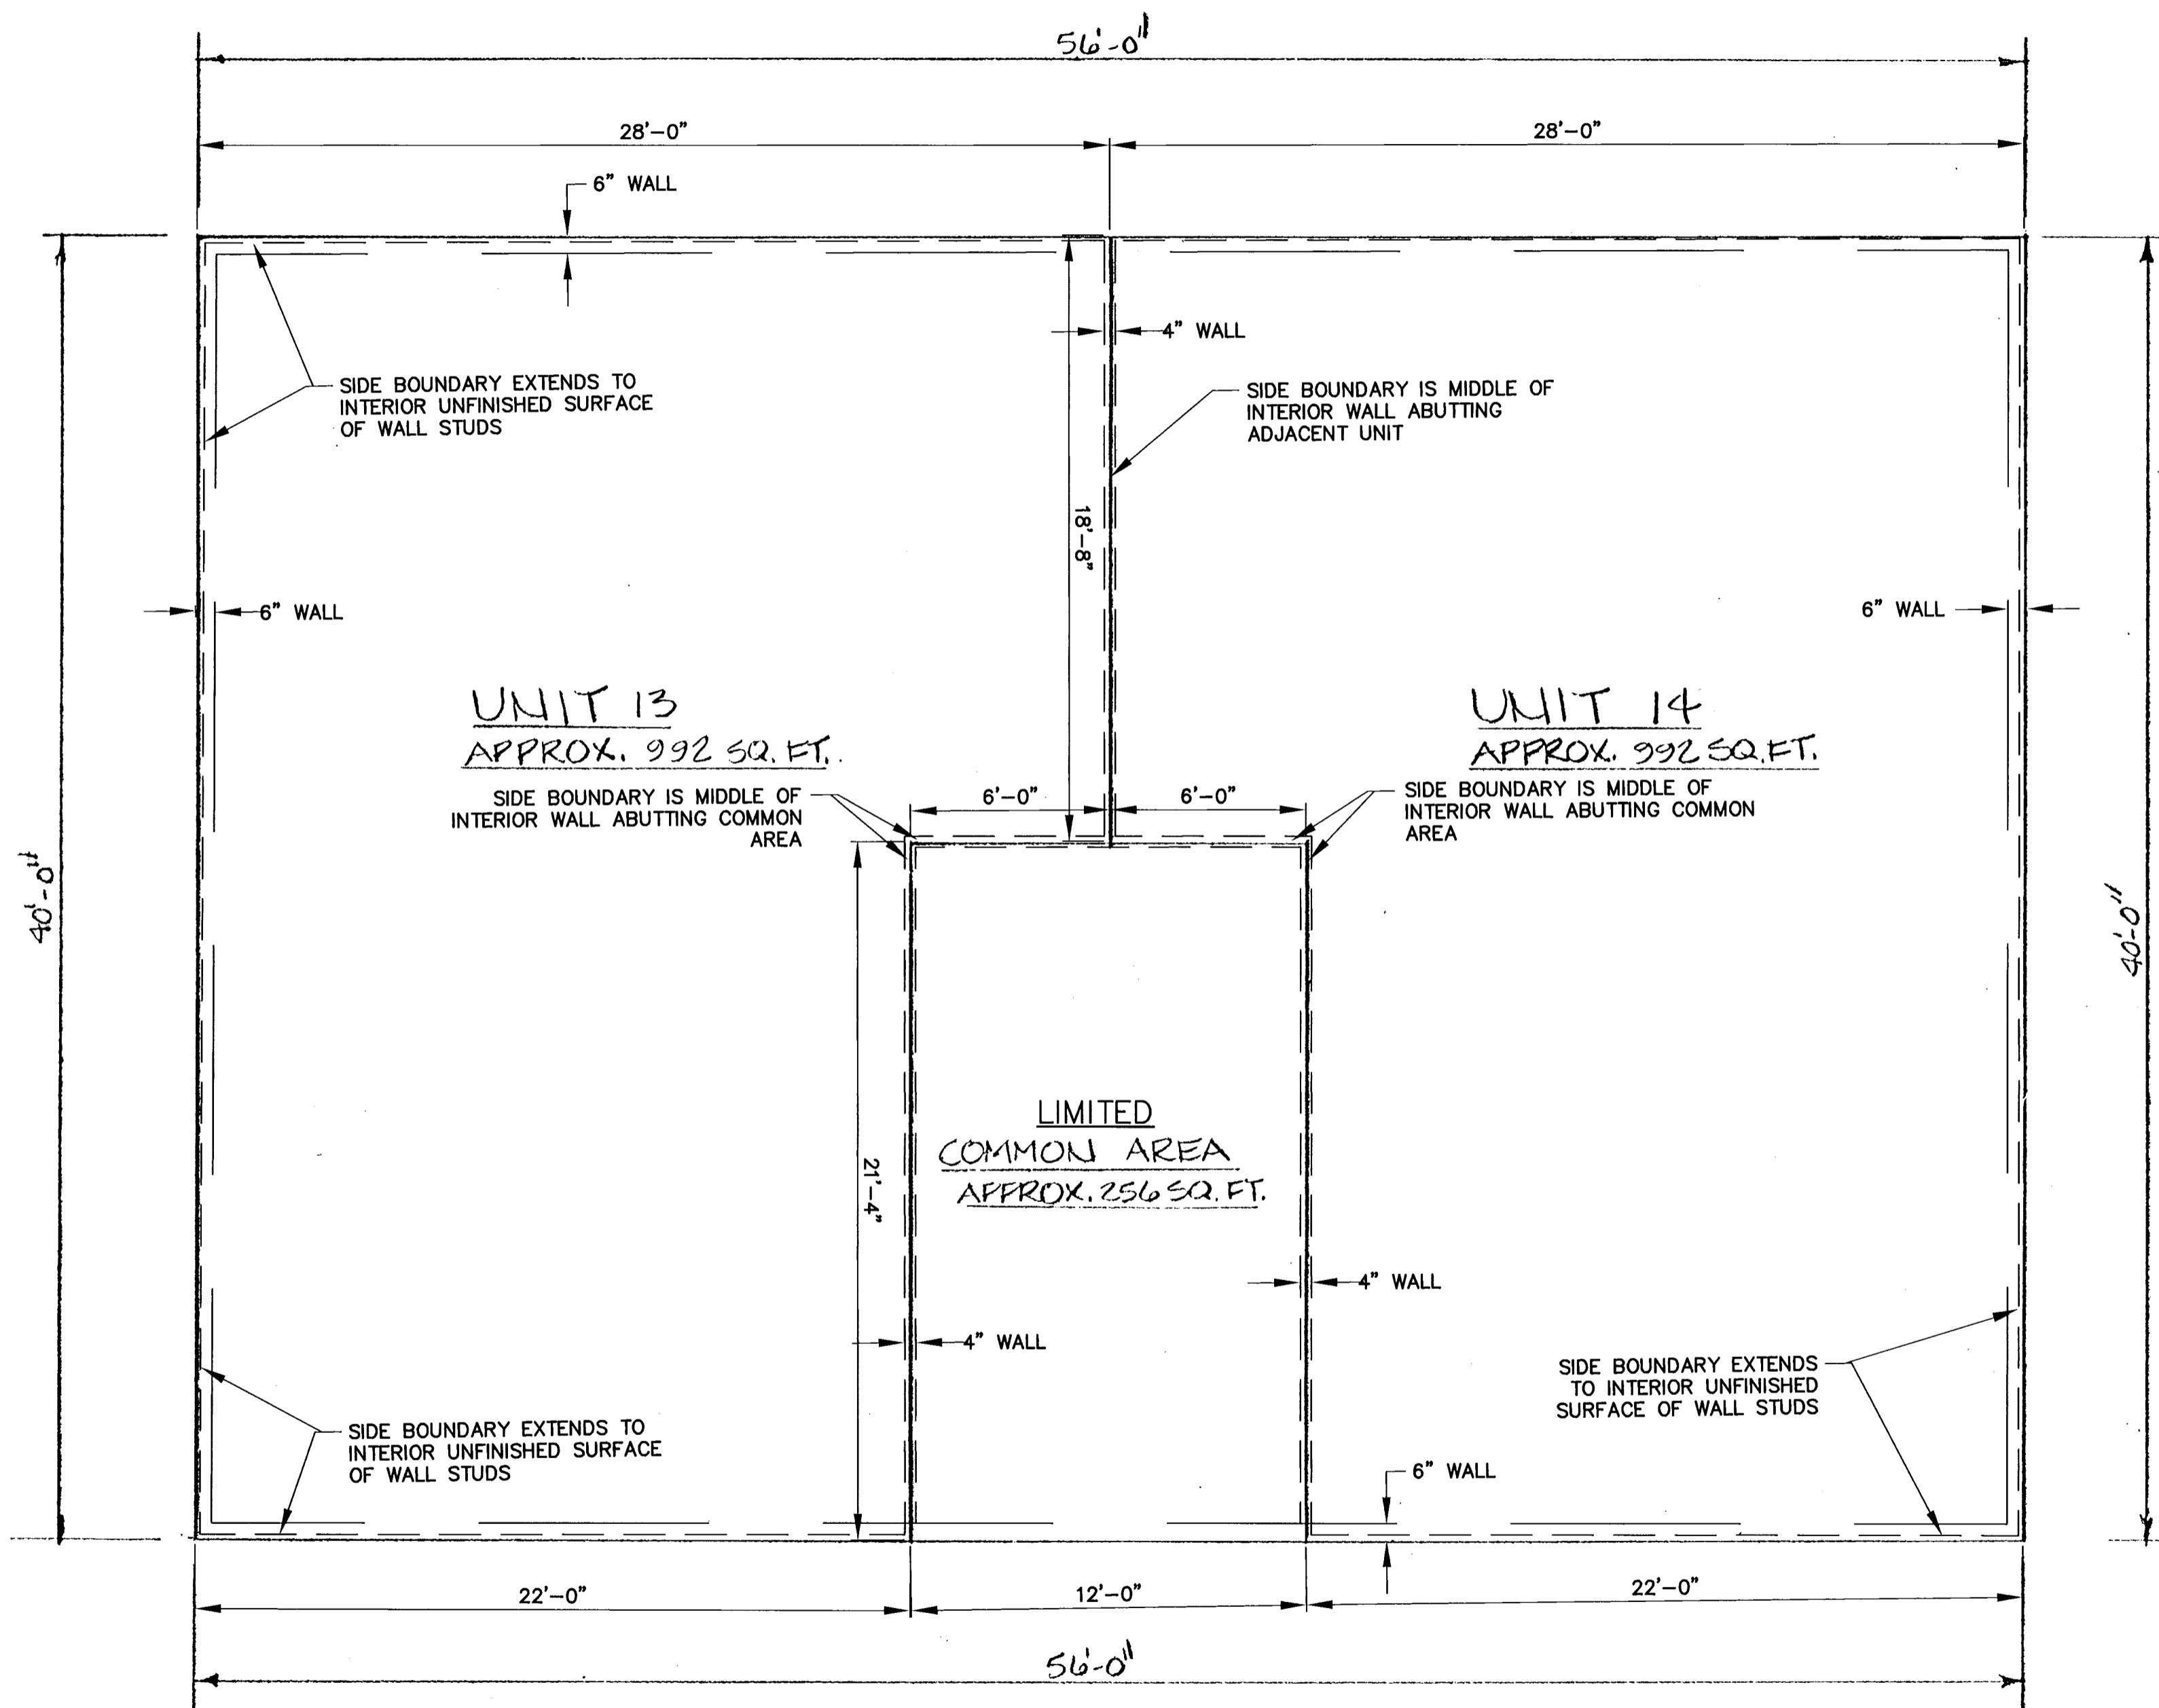 56'-0"
28'-0"
28'-0"
6" WALL
4" WALL
SIDE BOUNDARY EXTENDS TO
INTERIOR UNFINISHED SURFACE
OF WALL STUDS
SIDE BOUNDARY IS MIDDLE OF
INTERIOR WALL ABUTTING
ADJACENT UNIT
18'-8"
6" WALL
6" WALL
UNIT 13
APPROX. 992 SQ. FT.
UNIT 14
APPROX. 992 SQ. FT.
SIDE BOUNDARY IS MIDDLE OF
INTERIOR WALL ABUTTING COMMON
AREA
6'-0"
6'-0"
SIDE BOUNDARY IS MIDDLE OF
INTERIOR WALL ABUTTING COMMON
AREA
40'-0"
40'-0"
LIMITED
COMMON AREA
APPROX. 256 SQ. FT.
21'-4"
4" WALL
4" WALL
SIDE BOUNDARY EXTENDS
TO INTERIOR UNFINISHED
SURFACE OF WALL STUDS
SIDE BOUNDARY EXTENDS TO
INTERIOR UNFINISHED SURFACE
OF WALL STUDS
6" WALL
22'-0"
12'-0"
22'-0"
56'-0"